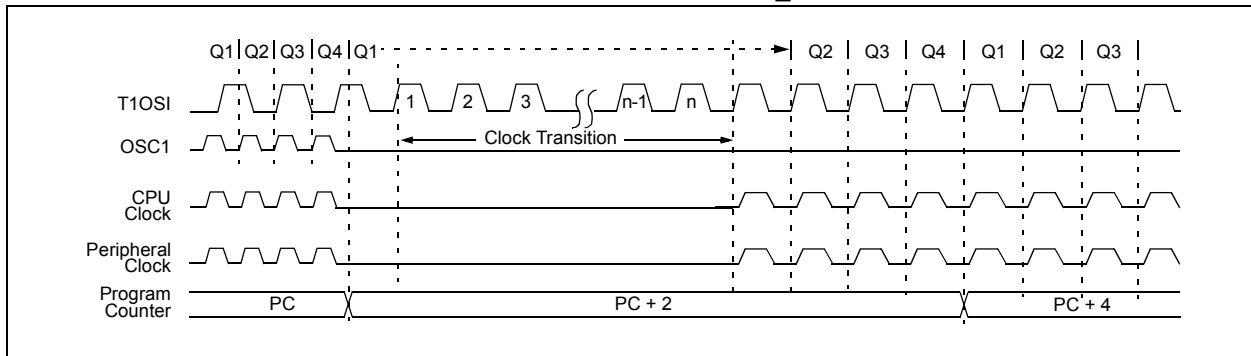 Q1 Q2 Q3 Q4 Q1 Q2 Q3 Q4 Q1 Q2 Q3
T1OSI 1 2 3 n-1 n
Clock Transition
OSC1
CPU
Clock
Peripheral
Clock
Program
Counter
PC PC + 2 PC + 4